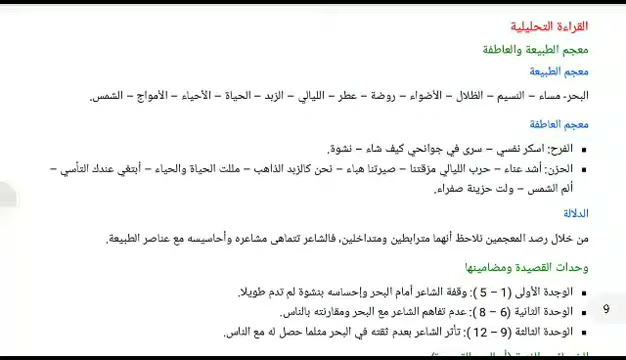 القراءة التحليلية
معجم الطبيعة والعاطفة
معجم الطبيعة
البحر- مساء – النسيم – الظلال – الأضواء – روضة – عطر – الليالي – الزبد – الحياة – الأحياء – الأمواج – الشمس.
معجم العاطفة
▪ الفرح: اسكر نفسي – سرى في جوانحي كيف شاء – نشوة.
▪ الحزن: أشد عناء – حرب الليالي مزقتنا – صيرتنا هباء – نحن كالزبد الذاهب – مللت الحياة والحياء – أبتغي عندك التأسي –
ألم الشمس – ولت حزينة صفراء.
الدلالة
من خلال رصد المعجمين نلاحظ أنهما مترابطين ومتداخلين، فالشاعر تتماهى مشاعره وأحاسيسه مع عناصر الطبيعة.
وحدات القصيدة ومضامينها
▪ الوحدة الأولى (1 – 5 ): وقفة الشاعر أمام البحر وإحساسه بنشوة لم تدم طويلا.
▪ الوحدة الثانية (6 – 8 ): عدم تفاهم الشاعر مع البحر ومقارنته بالناس.
▪ الوحدة الثالثة (9 – 12 ): تأثر الشاعر بعدم ثقته في البحر مثلما حصل له مع الناس.
9